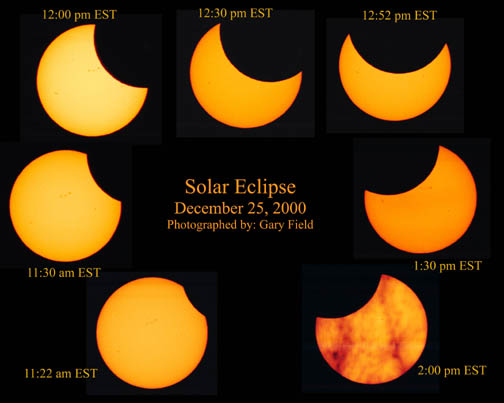 12:00 pm EST
12:30 pm EST
12:52 pm EST
Solar Eclipse
December 25, 2000
Photographed by: Gary Field
11:30 am EST
1:30 pm EST
11:22 am EST
2:00 pm EST